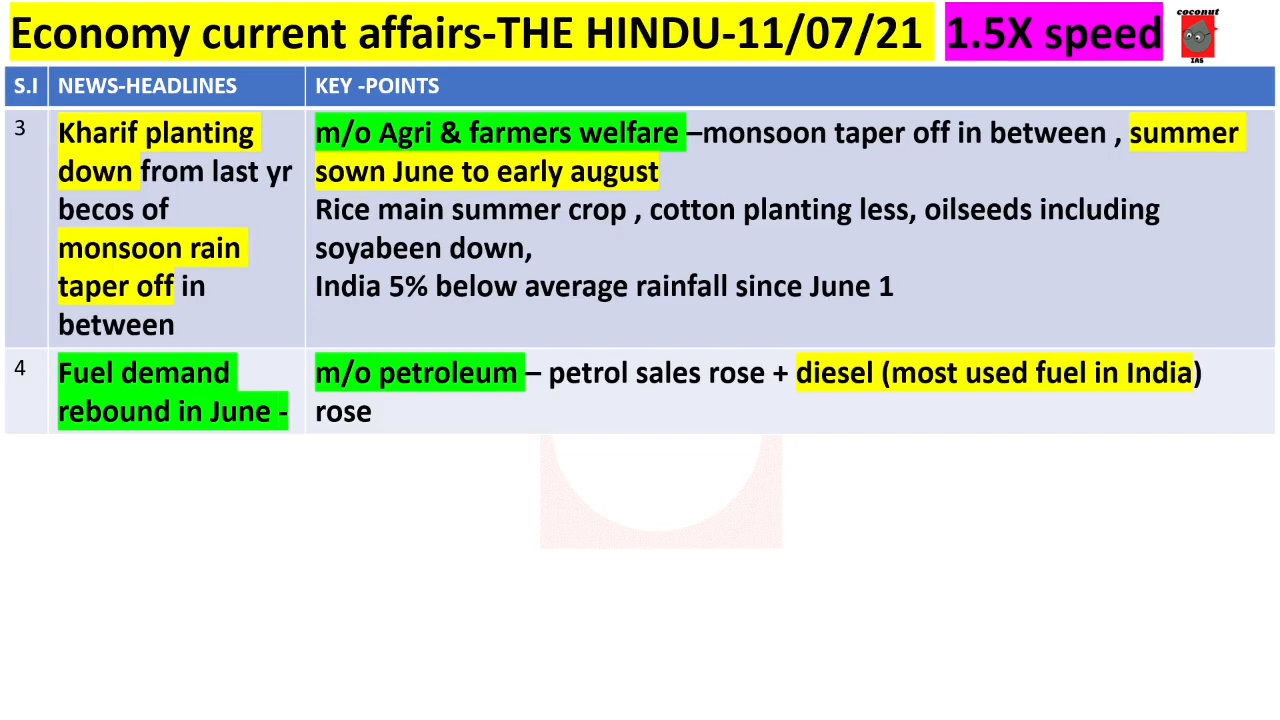 Economy current affairs-THE HINDU-11/07/21 1.5X speed
coconut
IAS
S.I NEWS-HEADLINES KEY -POINTS
3
Kharif planting
down from last yr
becos of
monsoon rain
taper off in
between
m/o Agri & farmers welfare –monsoon taper off in between , summer
sown June to early august
Rice main summer crop , cotton planting less, oilseeds including
soyabeen down,
India 5% below average rainfall since June 1
4
Fuel demand
rebound in June -
m/o petroleum – petrol sales rose + diesel (most used fuel in India)
rose